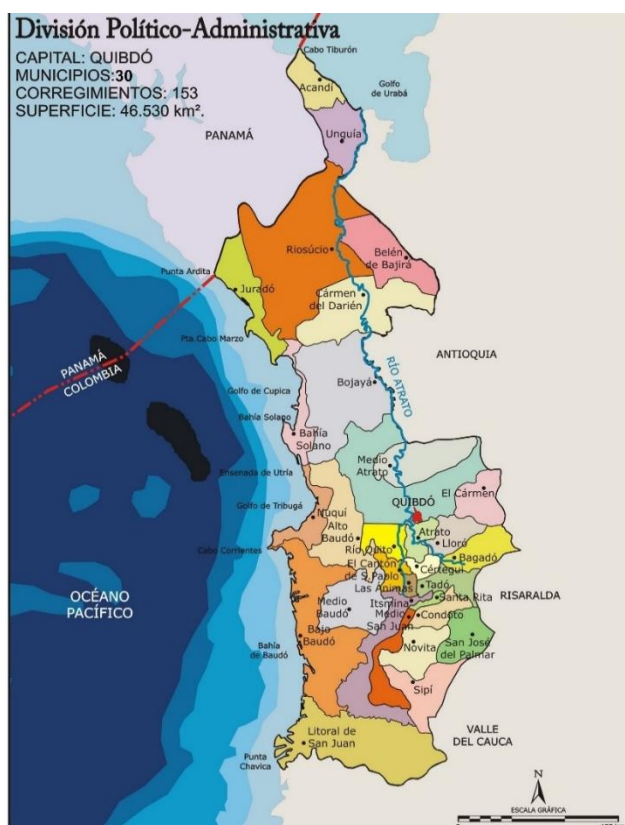 División Político-Administrativa
CAPITAL: QUIBDÓ
MUNICIPIOS:30
CORREGIMIENTOS: 153
SUPERFICIE: 46.530 km².
Cabo Tiburón
Acandí
Golfo
de Urabá
PANAMÁ
Unguía
Riosúcio
Belén
de Bajirá
Punta Ardita
Juradó
Cármen
del Darién
Pta.Cabo Marzo
ANTIOQUIA
PANAMÁ
COLOMBIA
RÍO ATRATO
Bojayá
Golfo de Cupica
Bahía Solano
Bahía
Solano
Medio
Atrato
Ensenada de Utría
El Cármen
QUIBDÓ
Golfo de Tribugá
Nuquí
Alto
Baudó
Atrato
Lloró
Cabo Corrientes
Río Quito
Bagadó
El Cantón
de S. Pablo
Cértegui
OCÉANO
PACÍFICO
Las Animas
Tadó
RISARALDA
Santa Rita
Medio
Baudó
Itsmina
Medio
San Juan
Condoto
Bahía
de Baudó
Bajo
Baudó
Novita
San José
del Palmar
Sipí
Litoral de
San Juan
VALLE
DEL CAUCA
Punta
Chavica
N
ESCALA GRÁFICA